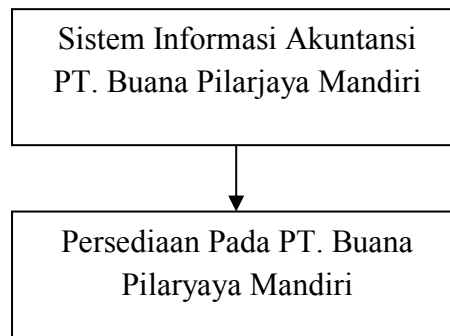 Sistem Informasi Akuntansi
PT. Buana Pilarjaya Mandiri
Persediaan Pada PT. Buana
Pilaryaya Mandiri